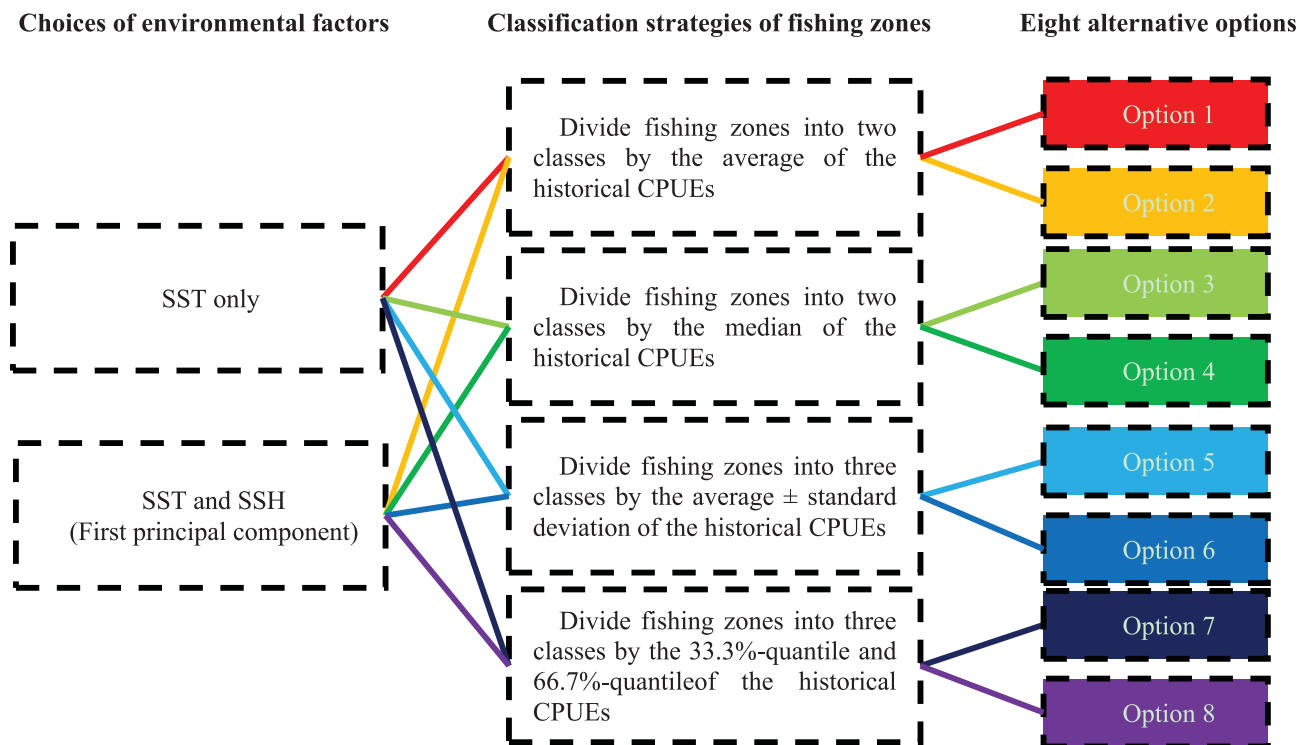 Choices of environmental factors
Classification strategies of fishing zones
Eight alternative options
SST only
SST and SSH
(First principal component)
Divide fishing zones into two
classes by the average of the
historical CPUEs
Divide fishing zones into two
classes by the median of the
historical CPUEs
Divide fishing zones into three
classes by the average ± standard
deviation of the historical CPUEs
Divide fishing zones into three
classes by the 33.3%-quantile and
66.7%-quantileof the historical
CPUEs
Option 1
Option 2
Option 3
Option 4
Option 5
Option 6
Option 7
Option 8